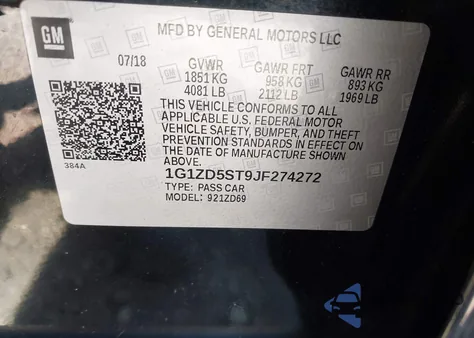 GM
MFD BY GENERAL MOTORS LLC
07/18
GVWR GAWR FRT GAWR RR
1851 KG 958 KG 893 KG
4081 LB 2112 LB 1969 LB
THIS VEHICLE CONFORMS TO ALL
APPLICABLE U.S. FEDERAL MOTOR
VEHICLE SAFETY, BUMPER, AND THEFT
PREVENTION STANDARDS IN EFFECT ON
THE DATE OF MANUFACTURE SHOWN
ABOVE.
384A
1G1ZD5ST9JF274272
TYPE: PASS CAR
MODEL: 921ZD69